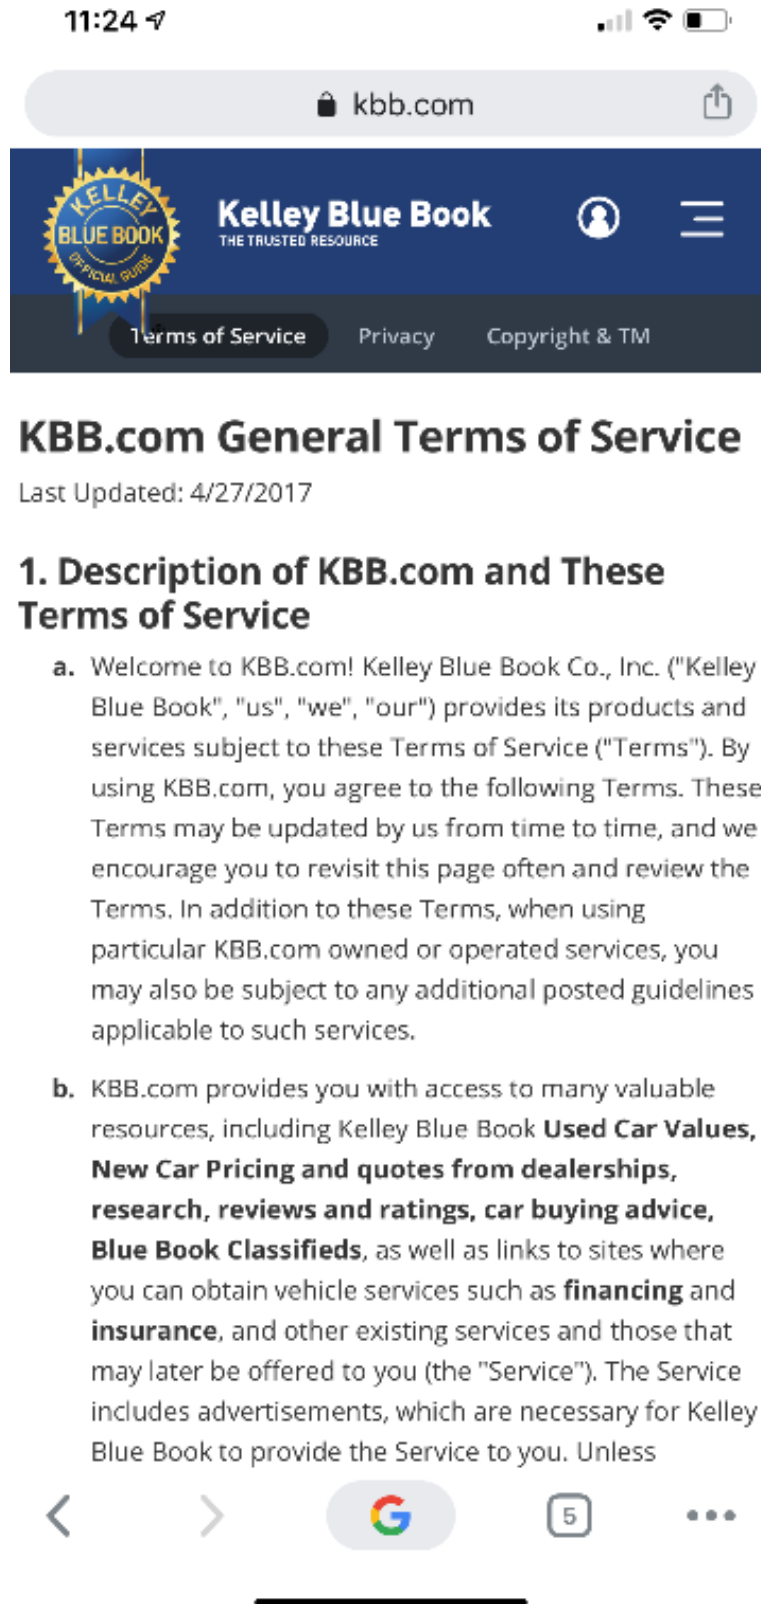 11:24
kbb.com
KELLEY
BLUE BOOK
OFFICIAL GUIDE
Kelley Blue Book
THE TRUSTED RESOURCE
Terms of Service Privacy Copyright & TM
KBB.com General Terms of Service
Last Updated: 4/27/2017
1. Description of KBB.com and These
Terms of Service
a. Welcome to KBB.com! Kelley Blue Book Co., Inc. ("Kelley
Blue Book", "us", "we", "our") provides its products and
services subject to these Terms of Service ("Terms"). By
using KBB.com, you agree to the following Terms. These
Terms may be updated by us from time to time, and we
encourage you to revisit this page often and review the
Terms. In addition to these Terms, when using
particular KBB.com owned or operated services, you
may also be subject to any additional posted guidelines
applicable to such services.
b. KBB.com provides you with access to many valuable
resources, including Kelley Blue Book Used Car Values,
New Car Pricing and quotes from dealerships,
research, reviews and ratings, car buying advice,
Blue Book Classifieds, as well as links to sites where
you can obtain vehicle services such as financing and
insurance, and other existing services and those that
may later be offered to you (the "Service"). The Service
includes advertisements, which are necessary for Kelley
Blue Book to provide the Service to you. Unless
G
5